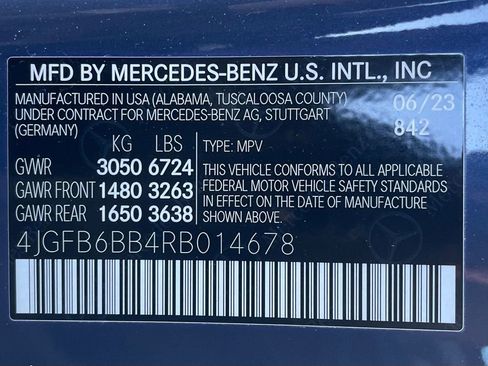 MFD BY MERCEDES-BENZ U.S. INTL., INC
MANUFACTURED IN USA (ALABAMA, TUSCALOOSA COUNTY) 06/23
UNDER CONTRACT FOR MERCEDES-BENZ AG, STUTTGART 842
(GERMANY)
KG LBS
TYPE: MPV
GVWR 3050 6724
GAWR FRONT 1480 3263
GAWR REAR 1650 3638
THIS VEHICLE CONFORMS TO ALL APPLICABLE
FEDERAL MOTOR VEHICLE SAFETY STANDARDS
IN EFFECT ON THE DATE OF MANUFACTURE
SHOWN ABOVE.
4JGFB6BB4RB014678